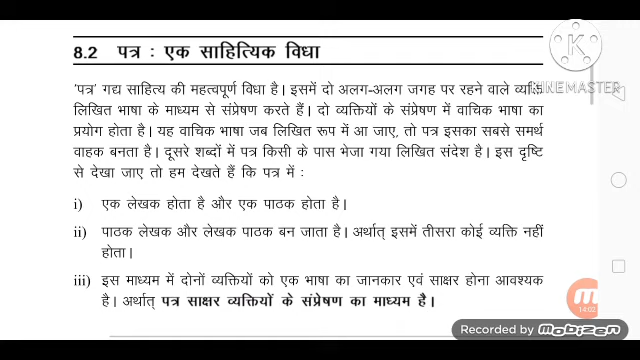 8.2 पत्र : एक साहित्यिक विधा
'पत्र' गद्य साहित्य की महत्वपूर्ण विधा है। इसमें दो अलग-अलग जगह पर रहने वाले व्यक्ति
लिखित भाषा के माध्यम से संप्रेषण करते हैं। दो व्यक्तियों के संप्रेषण में वाचिक भाषा का
प्रयोग होता है। यह वाचिक भाषा जब लिखित रूप में आ जाए, तो पत्र इसका सबसे समर्थ
वाहक बनता है। दूसरे शब्दों में पत्र किसी के पास भेजा गया लिखित संदेश है। इस दृष्टि
से देखा जाए तो हम देखते हैं कि पत्र में :
i) एक लेखक होता है और एक पाठक होता है।
ii) पाठक लेखक और लेखक पाठक बन जाता है। अर्थात् इसमें तीसरा कोई व्यक्ति नहीं
होता।
iii) इस माध्यम में दोनों व्यक्तियों को एक भाषा का जानकार एवं साक्षर होना आवश्यक
है। अर्थात् पत्र साक्षर व्यक्तियों के संप्रेषण का माध्यम है।
K
KINEMASTER
M
14:02
Recorded by mobizen